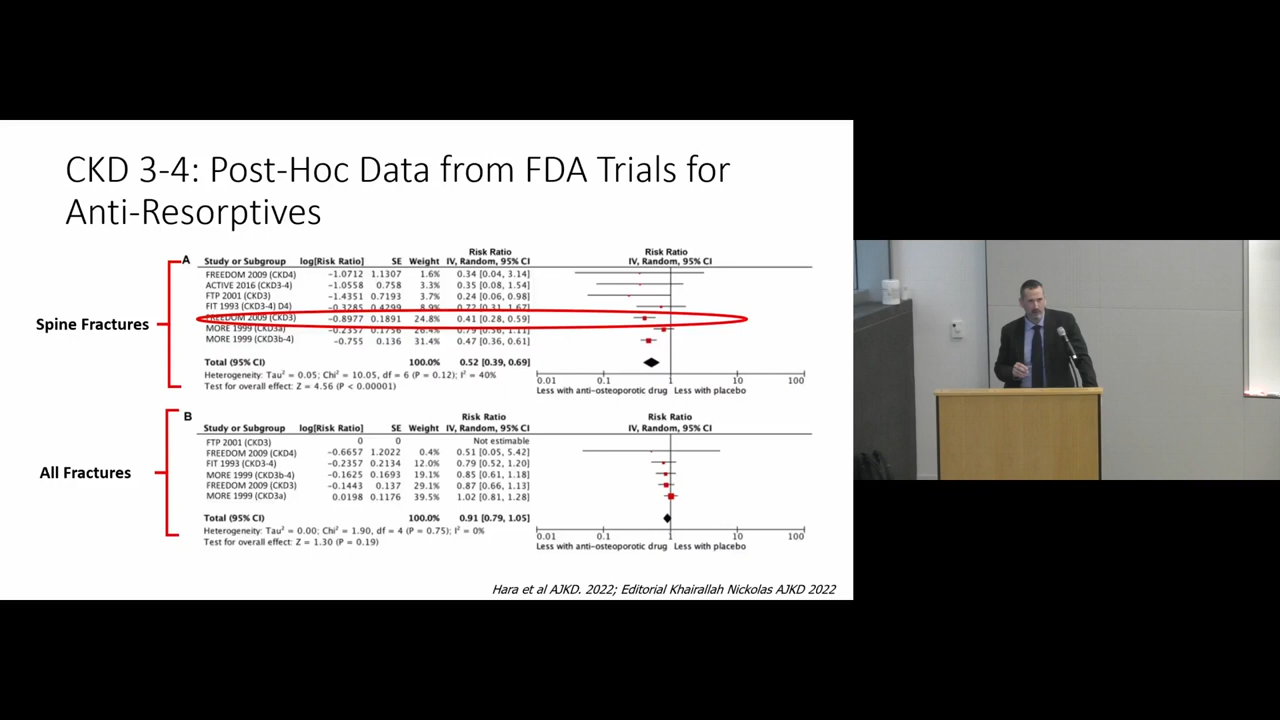 CKD 3-4: Post-Hoc Data from FDA Trials for
Anti-Resorptives
Spine Fractures
A
Risk Ratio Risk Ratio
Study or Subgroup log[Risk Ratio] SE Weight IV, Random, 95% CI IV, Random, 95% CI
FREEDOM 2009 (CKD4) −1.0712 1.1307 1.6% 0.34 [0.04, 3.14]
ACTIVE 2016 (CKD3-4) −1.0558 0.758 3.3% 0.35 [0.08, 1.54]
FTP 2001 (CKD3) −1.4351 0.7193 3.7% 0.24 [0.06, 0.98]
FIT 1993 (CKD3-4) D4) −0.3285 0.4299 8.9% 0.72 [0.31, 1.67]
FREEDOM 2009 (CKD3) −0.8977 0.1891 24.8% 0.41 [0.28, 0.59]
MORE 1999 (CKD3a) −0.2357 0.1756 26.4% 0.79 [0.56, 1.11]
MORE 1999 (CKD3b-4) −0.755 0.136 31.4% 0.47 [0.36, 0.61]
Total (95% CI) 100.0% 0.52 [0.39, 0.69]
Heterogeneity: Tau² = 0.05; Chi² = 10.05, df = 6 (P = 0.12); I² = 40%
Test for overall effect: Z = 4.56 (P < 0.00001)
0.01 0.1 1 10 100
Less with anti-osteoporotic drug Less with placebo
All Fractures
B
Risk Ratio Risk Ratio
Study or Subgroup log[Risk Ratio] SE Weight IV, Random, 95% CI IV, Random, 95% CI
FTP 2001 (CKD3) 0 0 Not estimable
FREEDOM 2009 (CKD4) −0.6657 1.2022 0.4% 0.51 [0.05, 5.42]
FIT 1993 (CKD3-4) −0.2357 0.2134 12.0% 0.79 [0.52, 1.20]
MORE 1999 (CKD3b-4) −0.1625 0.1693 19.1% 0.85 [0.61, 1.18]
FREEDOM 2009 (CKD3) −0.1443 0.137 29.1% 0.87 [0.66, 1.13]
MORE 1999 (CKD3a) 0.0198 0.1176 39.5% 1.02 [0.81, 1.28]
Total (95% CI) 100.0% 0.91 [0.79, 1.05]
Heterogeneity: Tau² = 0.00; Chi² = 1.90, df = 4 (P = 0.75); I² = 0%
Test for overall effect: Z = 1.30 (P = 0.19)
0.01 0.1 1 10 100
Less with anti-osteoporotic drug Less with placebo
Hara et al AJKD. 2022; Editorial Khairallah Nickolas AJKD 2022